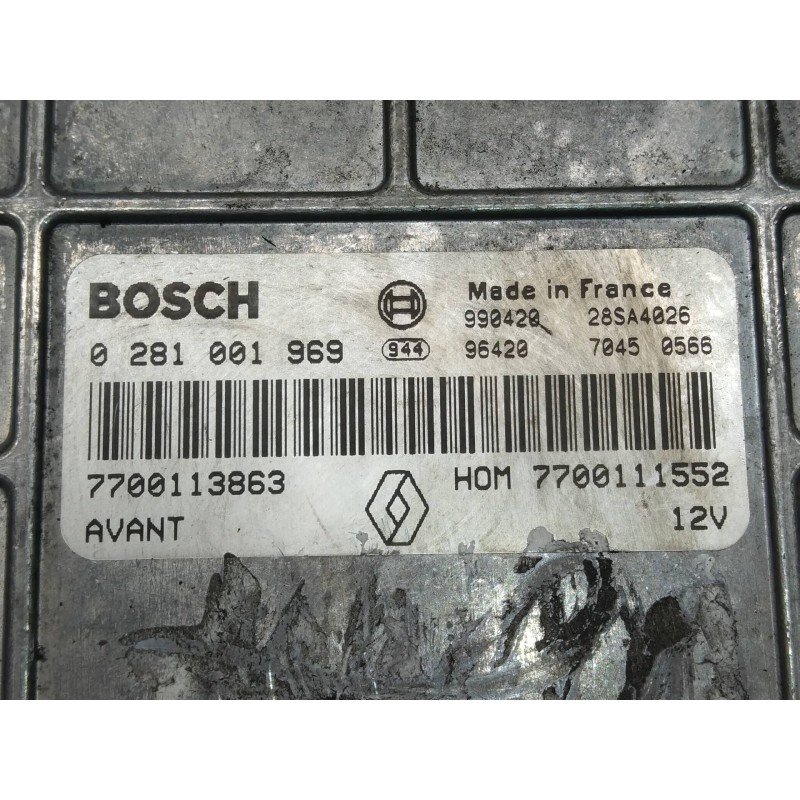 BOSCH
Made in France
990420 28SA4026
0 281 001 969 944 96420 7045 0566
7700113863 HOM 7700111552
AVANT 12V